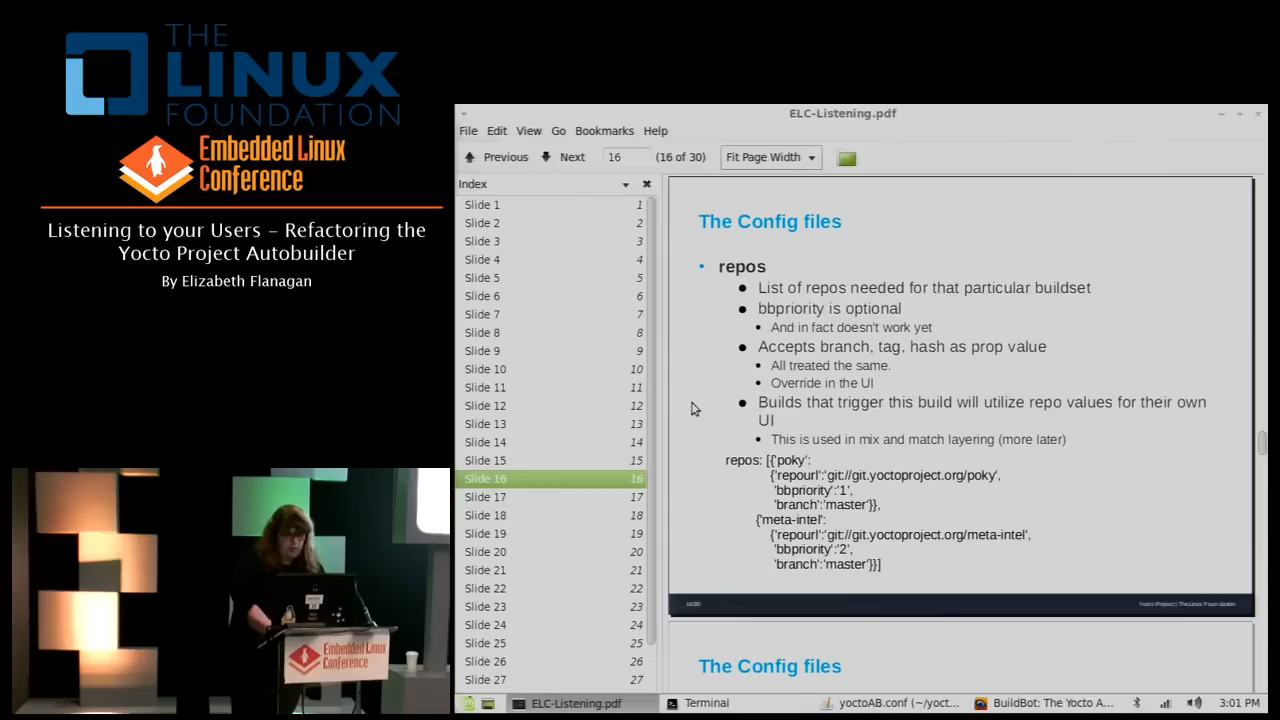 THE
LINUX
FOUNDATION
Embedded Linux
Conference
Listening to your Users – Refactoring the
Yocto Project Autobuilder
By Elizabeth Flanagan
ELC-Listening.pdf
File Edit View Go Bookmarks Help
Previous Next 16 (16 of 30) Fit Page Width
Index
Slide 1 1
Slide 2 2
Slide 3 3
Slide 4 4
Slide 5 5
Slide 6 6
Slide 7 7
Slide 8 8
Slide 9 9
Slide 10 10
Slide 11 11
Slide 12 12
Slide 13 13
Slide 14 14
Slide 15 15
Slide 16 16
Slide 17 17
Slide 18 18
Slide 19 19
Slide 20 20
Slide 21 21
Slide 22 22
Slide 23 23
Slide 24 24
Slide 25 25
Slide 26 26
Slide 27 27
The Config files
• repos
● List of repos needed for that particular buildset
● bbpriority is optional
• And in fact doesn't work yet
● Accepts branch, tag, hash as prop value
• All treated the same.
• Override in the UI
● Builds that trigger this build will utilize repo values for their own
UI
• This is used in mix and match layering (more later)
repos: [{'poky':
{'repourl':'git://git.yoctoproject.org/poky',
'bbpriority':'1',
'branch':'master'}},
{'meta-intel':
{'repourl':'git://git.yoctoproject.org/meta-intel',
'bbpriority':'2',
'branch':'master'}}]
16/30 Yocto Project | The Linux Foundation
The Config files
ELC-Listening.pdf Terminal yoctoAB.conf (~/yoct... BuildBot: The Yocto A... 3:01 PM
Embedded Linux
Conference